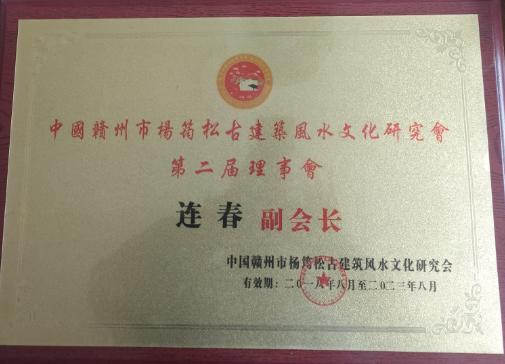 中國贛州市楊筠松古建築風水文化研究會
第二届理事會
连春 副会长
中国赣州市杨筠松古建筑风水文化研究会
有效期：二〇一八年八月至二〇二三年八月